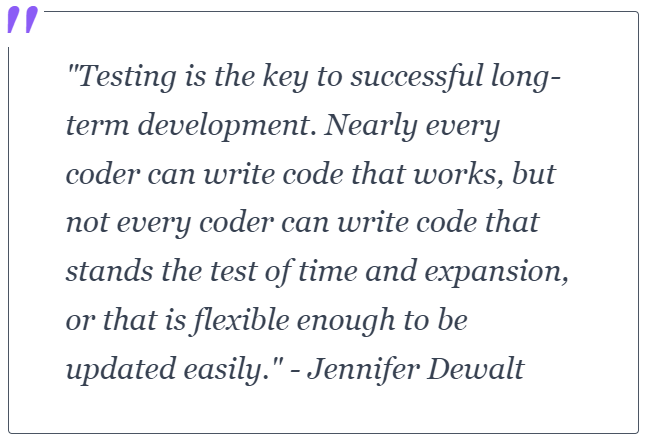 "Testing is the key to successful long-
term development. Nearly every
coder can write code that works, but
not every coder can write code that
stands the test of time and expansion,
or that is flexible enough to be
updated easily." - Jennifer Dewalt